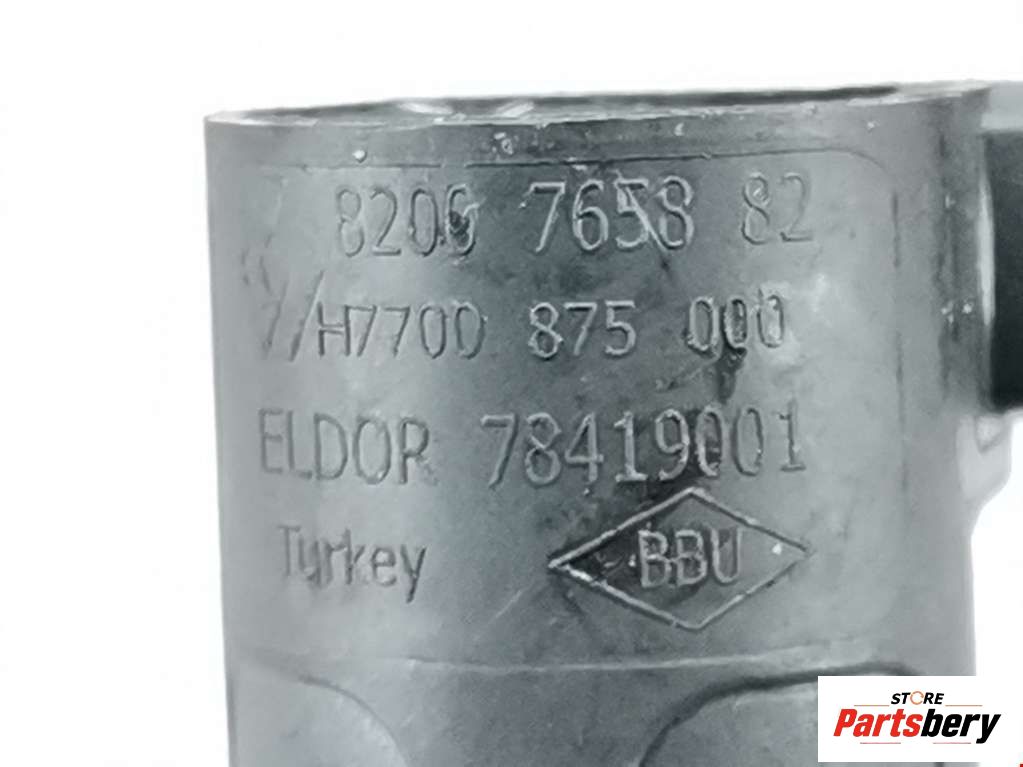 8200 7658 82
/H7700 875 000
ELDOR 78419001
Turkey
BBU
STORE
Partsbery